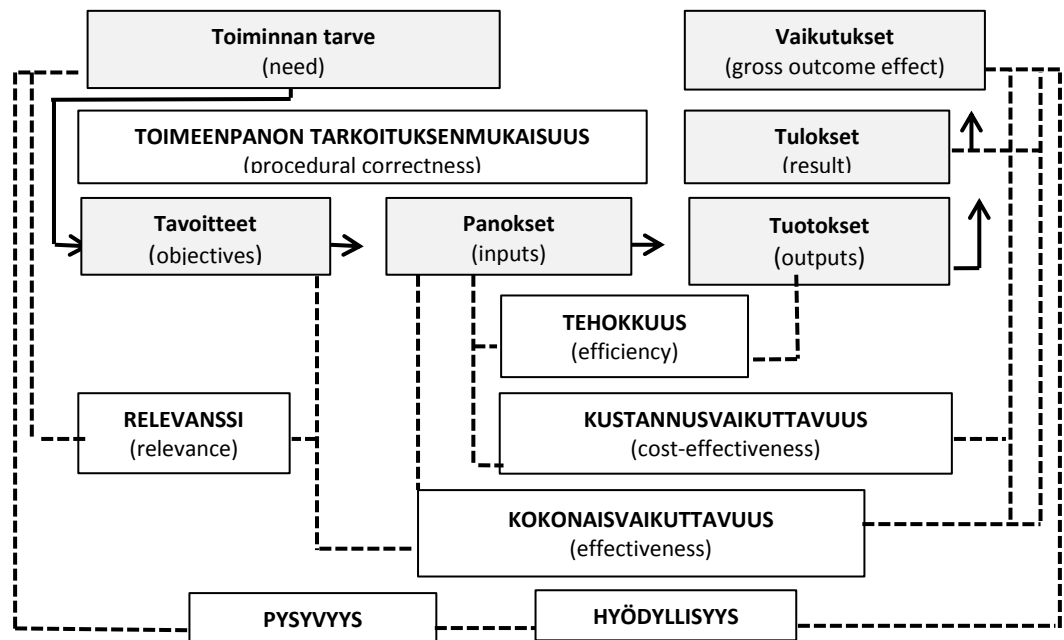 Toiminnan tarve
(need)
Vaikutukset
(gross outcome effect)
TOIMEENPANON TARKOITUKSENMUKAISUUS
(procedural correctness)
Tulokset
(result)
Tavoitteet
(objectives)
Panokset
(inputs)
Tuotokset
(outputs)
TEHOKKUUS
(efficiency)
RELEVANSSI
(relevance)
KUSTANNUSVAIKUTTAVUUS
(cost-effectiveness)
KOKONAISVAIKUTTAVUUS
(effectiveness)
PYSYVYYS
HYÖDYLLISYYS